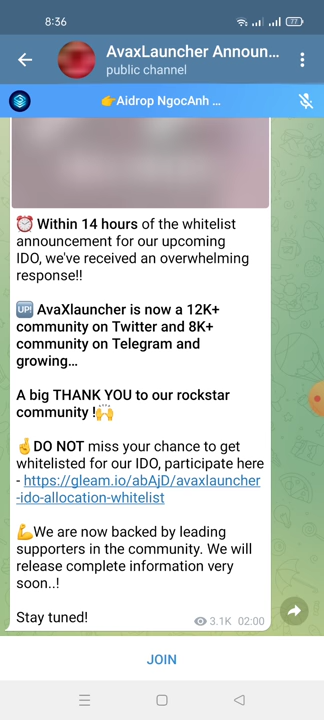 8:36
77
AvaxLauncher Announ...
public channel
👉Aidrop NgocAnh ...
⏰ Within 14 hours of the whitelist
announcement for our upcoming
IDO, we've received an overwhelming
response!!
🆙 AvaXlauncher is now a 12K+
community on Twitter and 8K+
community on Telegram and
growing...
A big THANK YOU to our rockstar
community !🙌
🤞DO NOT miss your chance to get
whitelisted for our IDO, participate here
- https://gleam.io/abAjD/avaxlauncher
-ido-allocation-whitelist
💪We are now backed by leading
supporters in the community. We will
release complete information very
soon..!
Stay tuned!
3.1K 02:00
JOIN